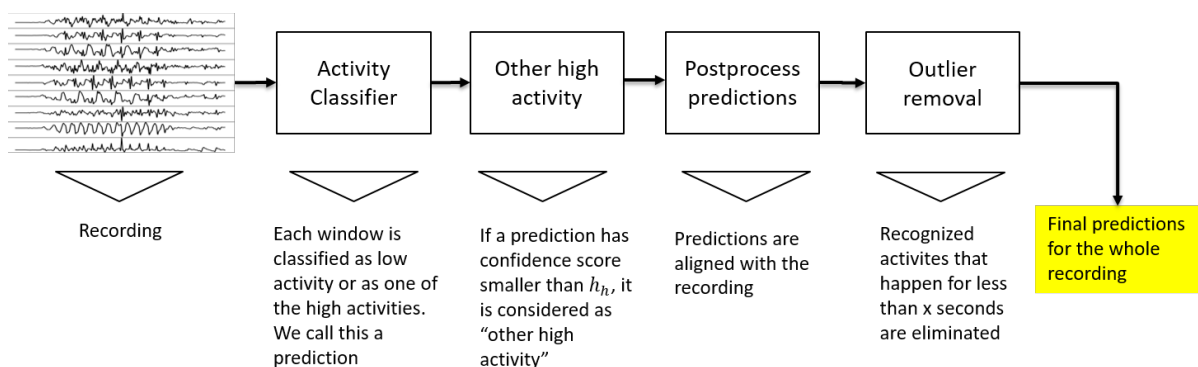 Activity
Classifier
Other high
activity
Postprocess
predictions
Outlier
removal
Recording
Each window is
classified as low
activity or as one of
the high activities.
We call this a
prediction
If a prediction has
confidence score
smaller than h_h, it
is considered as
“other high
activity”
Predictions are
aligned with the
recording
Recognized
activites that
happen for less
than x seconds
are eliminated
Final predictions
for the whole
recording